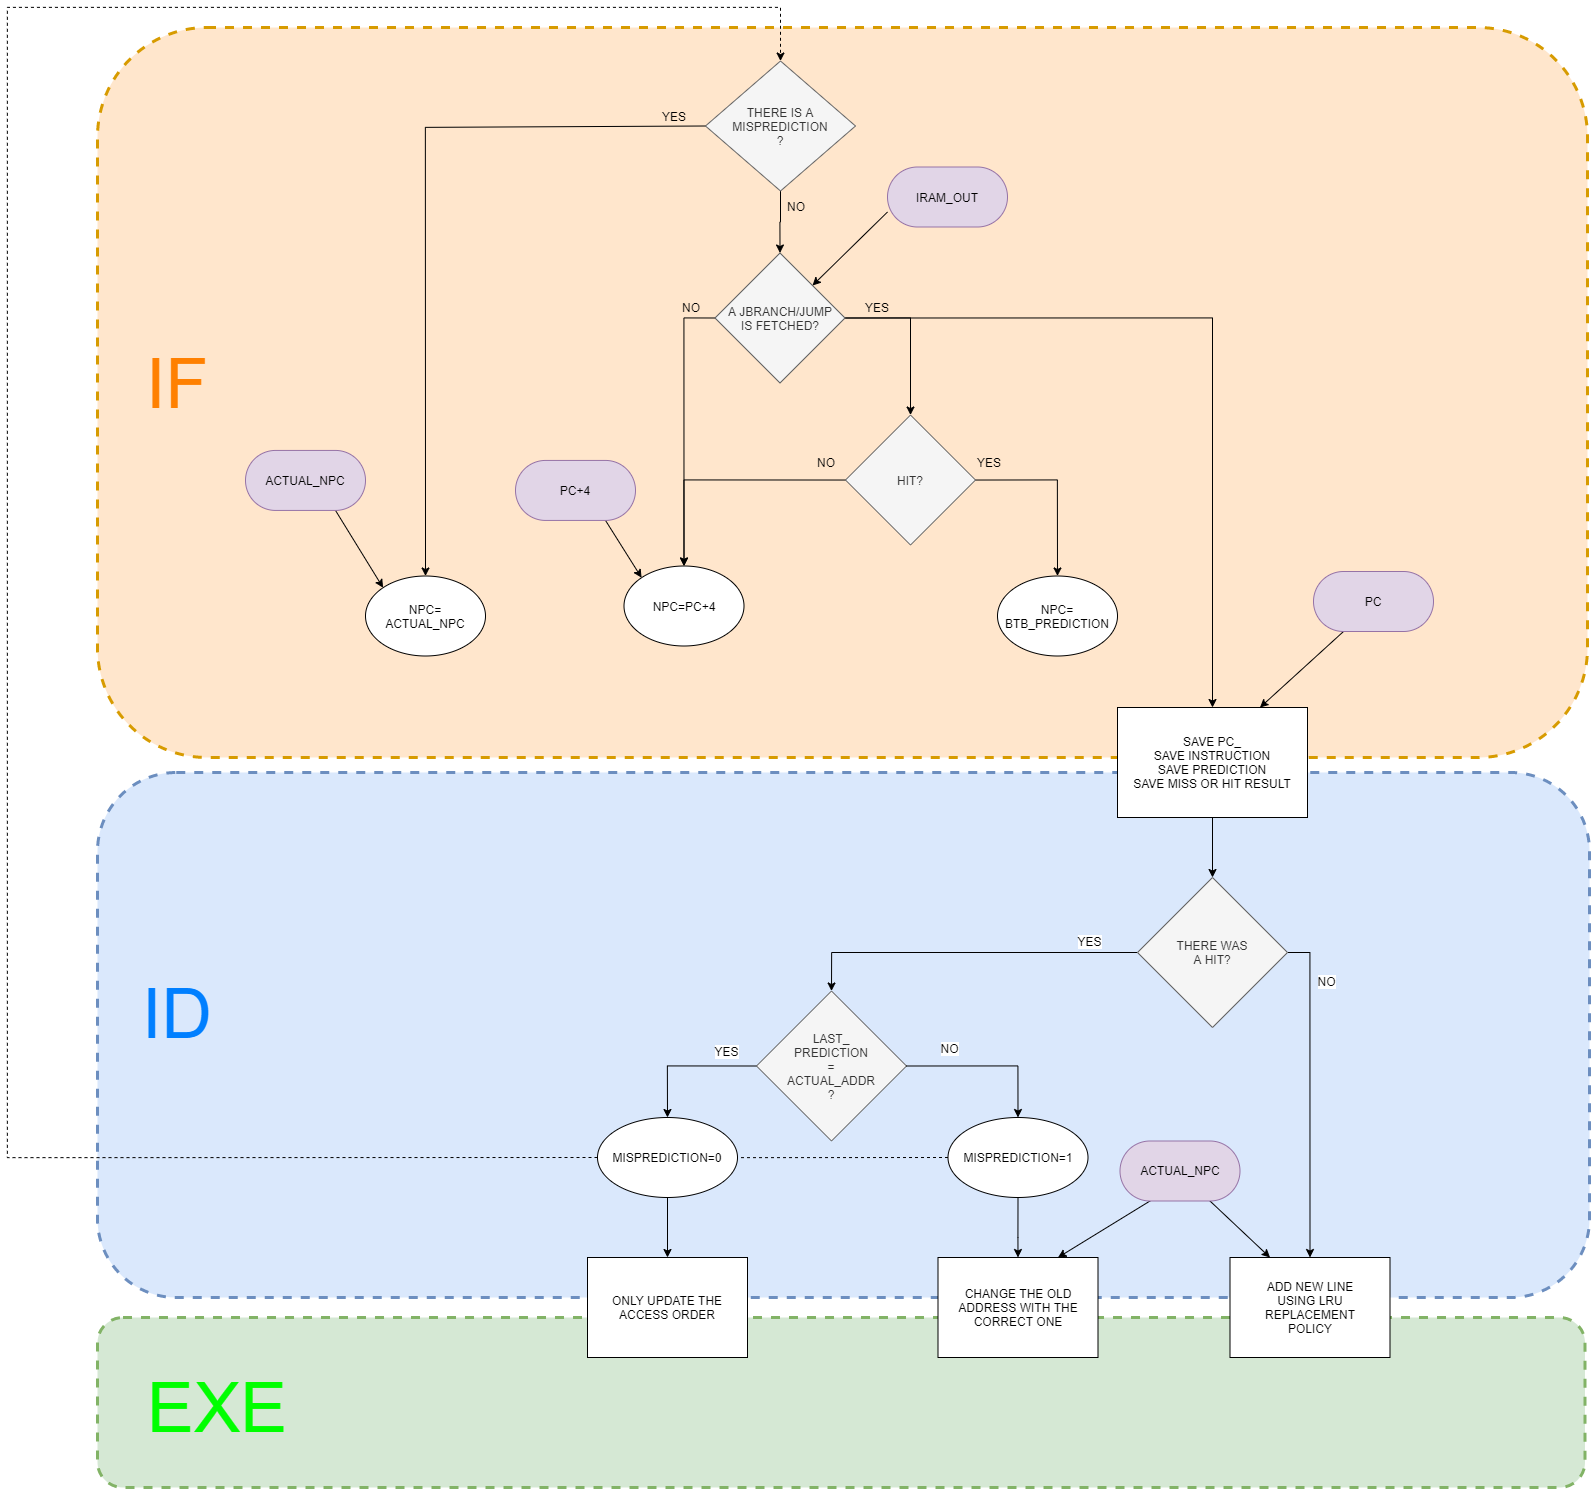 YES
THERE IS A
MISPREDICTION
?
NO
IRAM_OUT
NO
A JBRANCH/JUMP
IS FETCHED?
YES
IF
NO
HIT?
YES
ACTUAL_NPC
PC+4
NPC=
ACTUAL_NPC
NPC=PC+4
NPC=
BTB_PREDICTION
PC
SAVE PC_
SAVE INSTRUCTION
SAVE PREDICTION
SAVE MISS OR HIT RESULT
YES
THERE WAS
A HIT?
NO
ID
YES
LAST_
PREDICTION
=
ACTUAL_ADDR
?
NO
MISPREDICTION=0
MISPREDICTION=1
ACTUAL_NPC
ONLY UPDATE THE
ACCESS ORDER
CHANGE THE OLD
ADDRESS WITH THE
CORRECT ONE
ADD NEW LINE
USING LRU
REPLACEMENT
POLICY
EXE